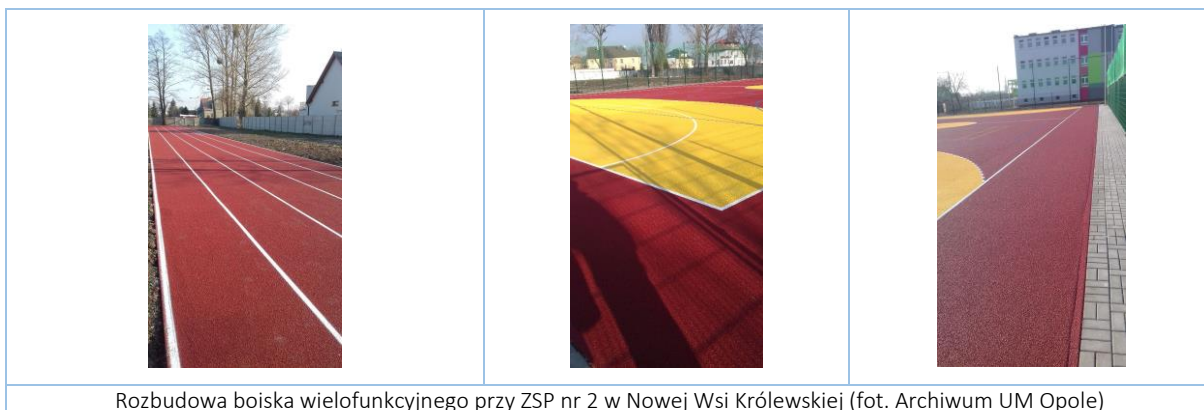 Rozbudowa boiska wielofunkcyjnego przy ZSP nr 2 w Nowej Wsi Królewskiej (fot. Archiwum UM Opole)